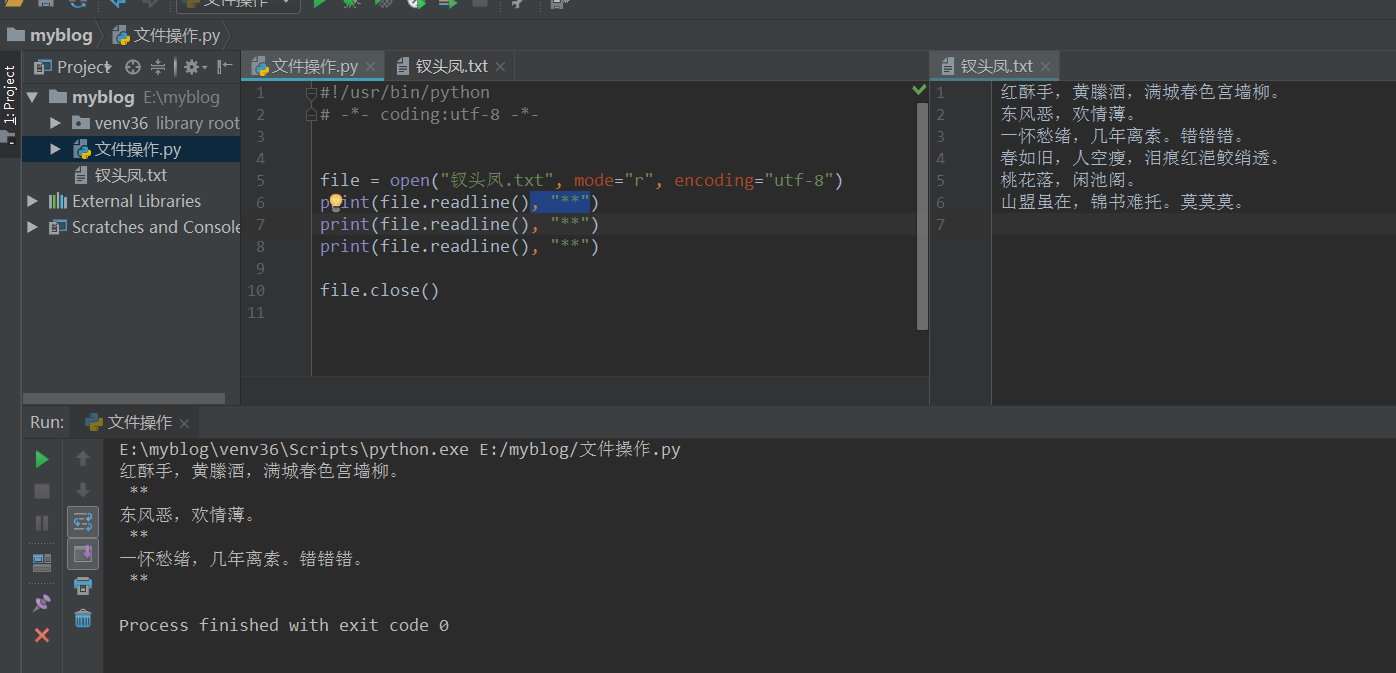 文件操作
myblog
文件操作.py
1: Project
Project
myblog E:\myblog
venv36 library root
文件操作.py
钗头凤.txt
External Libraries
Scratches and Console
文件操作.py
钗头凤.txt
1 #!/usr/bin/python
2 # -*- coding:utf-8 -*-
3
4
5 file = open("钗头凤.txt", mode="r", encoding="utf-8")
6 print(file.readline(), "**")
7 print(file.readline(), "**")
8 print(file.readline(), "**")
9
10 file.close()
11
钗头凤.txt
1 红酥手，黄縢酒，满城春色宫墙柳。
2 东风恶，欢情薄。
3 一怀愁绪，几年离索。错错错。
4 春如旧，人空瘦，泪痕红浥鲛绡透。
5 桃花落，闲池阁。
6 山盟虽在，锦书难托。莫莫莫。
7
Run: 文件操作
E:\myblog\venv36\Scripts\python.exe E:/myblog/文件操作.py
红酥手，黄縢酒，满城春色宫墙柳。
**
东风恶，欢情薄。
**
一怀愁绪，几年离索。错错错。
**
Process finished with exit code 0